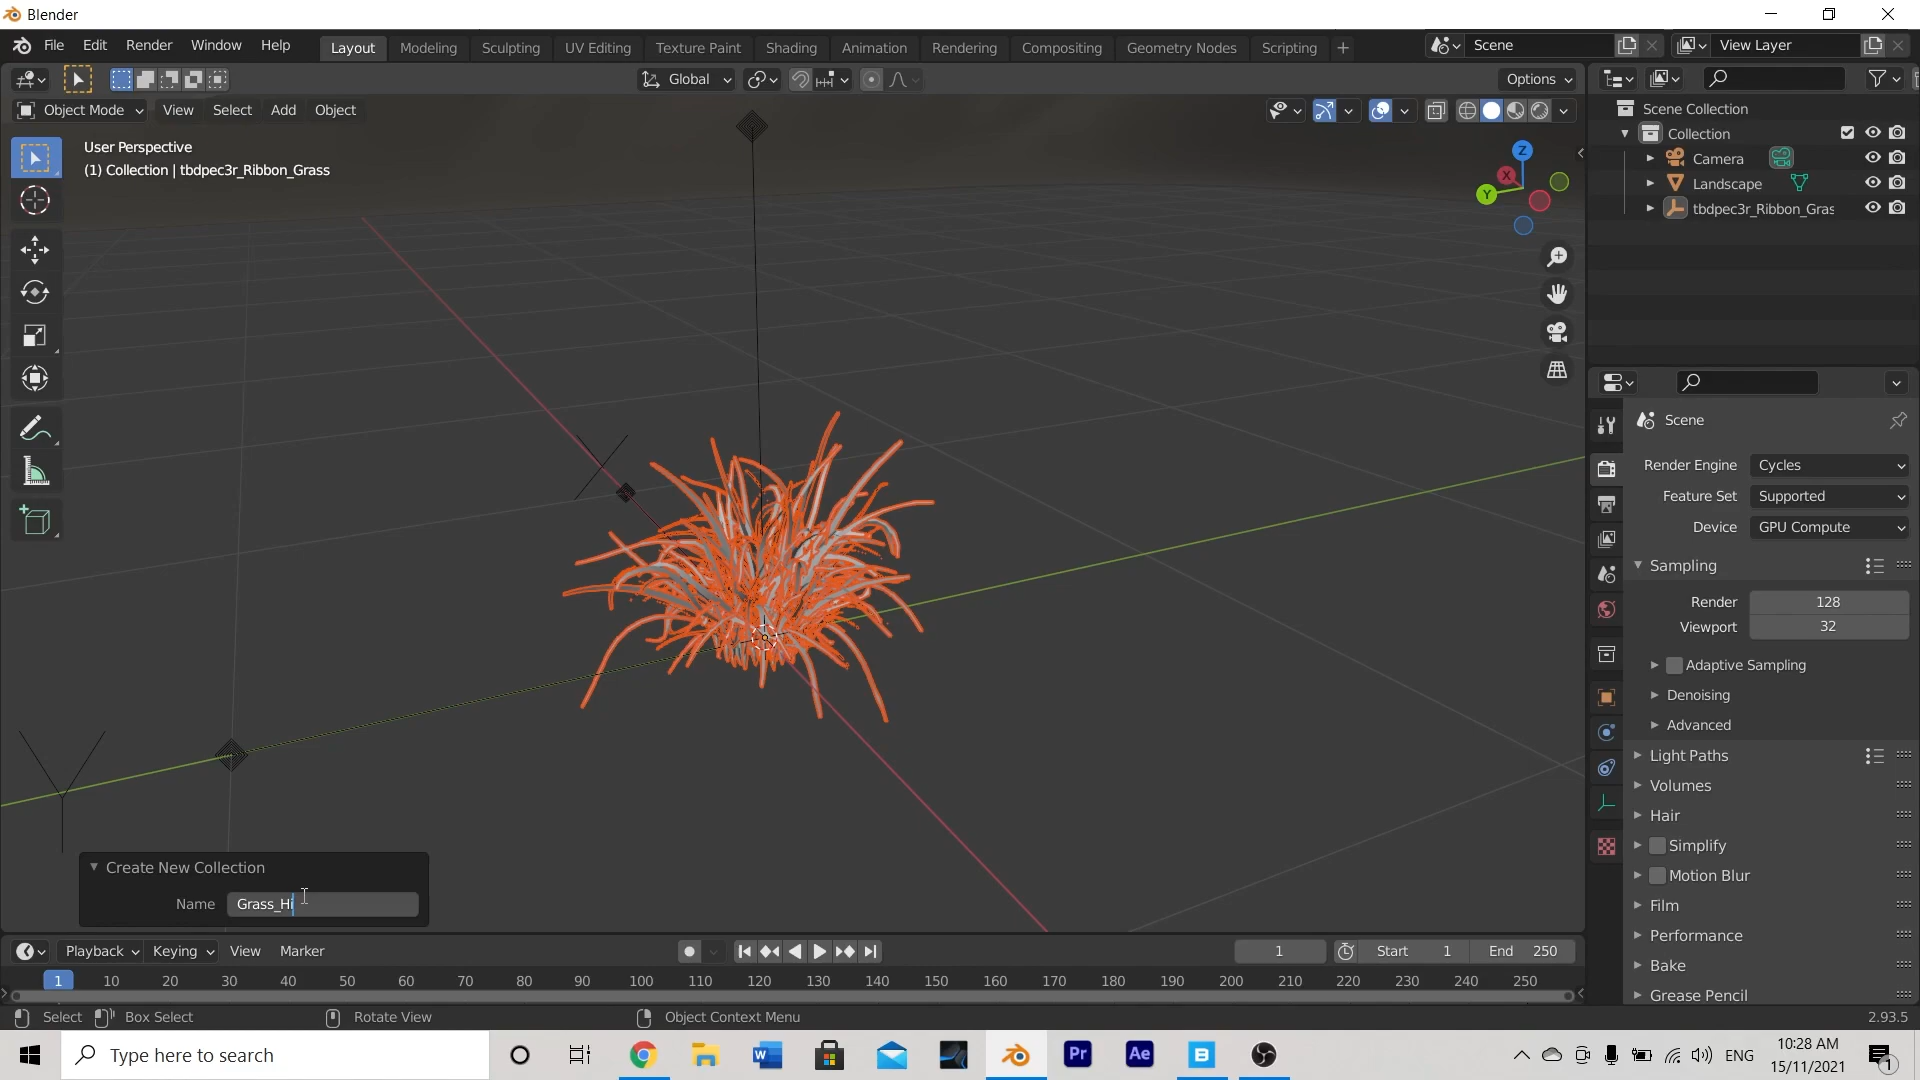 Blender
File Edit Render Window Help Layout Modeling Sculpting UV Editing Texture Paint Shading Animation Rendering Compositing Geometry Nodes Scripting + Scene View Layer
Global Options
Object Mode View Select Add Object
User Perspective
(1) Collection | tbdpec3r_Ribbon_Grass
Z
X
Y
Scene Collection
Collection
Camera
Landscape
tbdpec3r_Ribbon_Gras
Scene
Render Engine Cycles
Feature Set Supported
Device GPU Compute
Sampling
Render 128
Viewport 32
Adaptive Sampling
Denoising
Advanced
Light Paths
Volumes
Hair
Simplify
Motion Blur
Film
Performance
Bake
Grease Pencil
Create New Collection
Name Grass_Hi
Playback Keying View Marker 1 Start 1 End 250
1 10 20 30 40 50 60 70 80 90 100 110 120 130 140 150 160 170 180 190 200 210 220 230 240 250
Select Box Select Rotate View Object Context Menu 2.93.5
Type here to search W Pr Ae B ENG 10:28 AM
15/11/2021 1